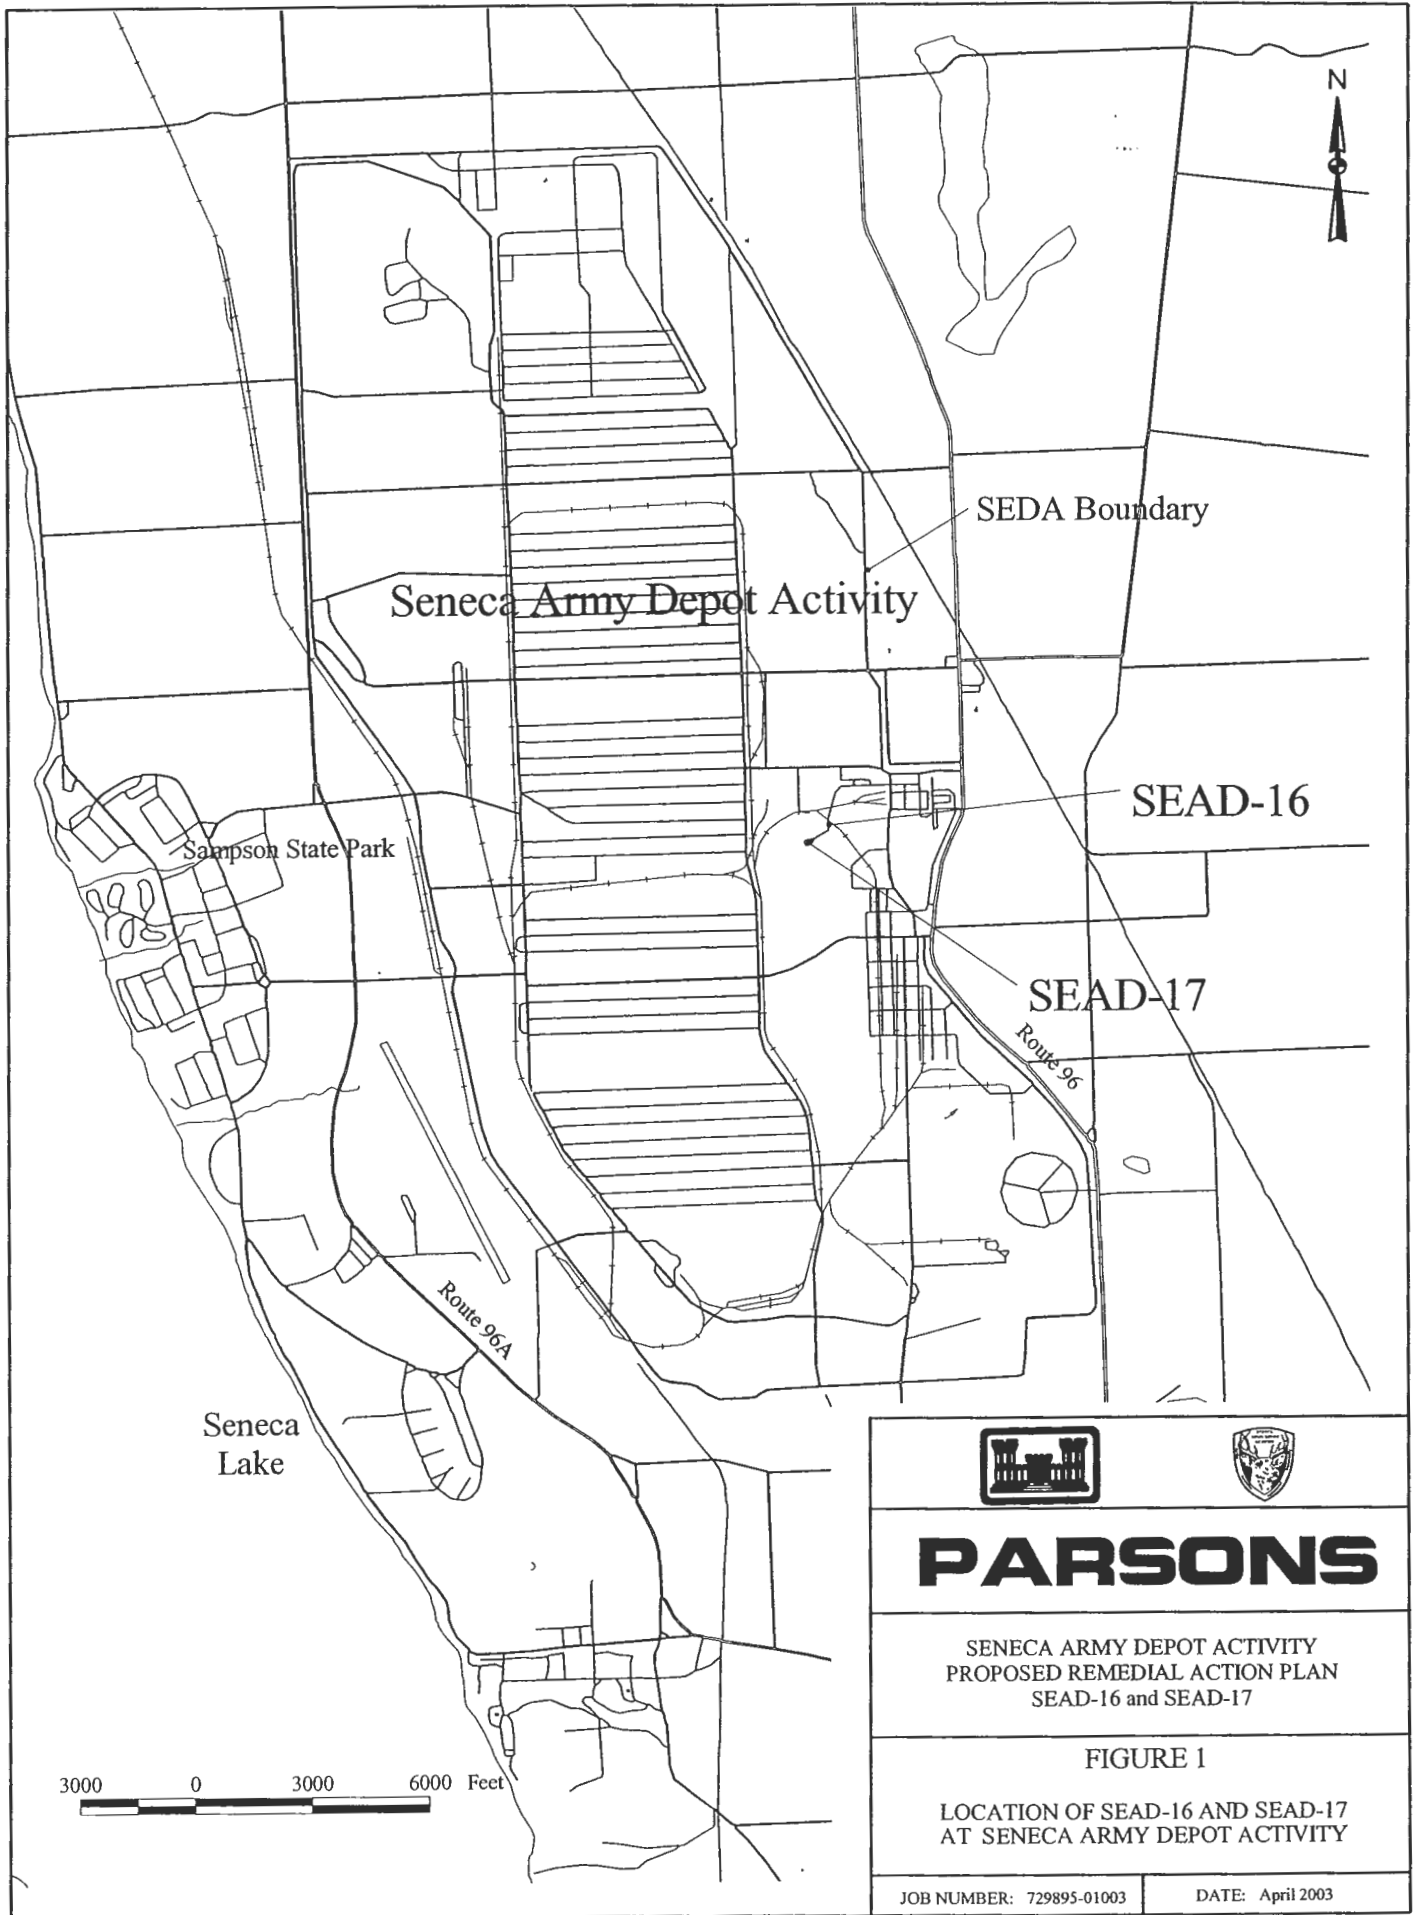 N
SEDA Boundary
Seneca Army Depot Activity
SEAD-16
Sampson State Park
SEAD-17
Route 96
Route 96A
Seneca
Lake
3000 0 3000 6000 Feet
PARSONS
SENECA ARMY DEPOT ACTIVITY
PROPOSED REMEDIAL ACTION PLAN
SEAD-16 and SEAD-17
FIGURE 1
LOCATION OF SEAD-16 AND SEAD-17
AT SENECA ARMY DEPOT ACTIVITY
JOB NUMBER: 729895-01003
DATE: April 2003